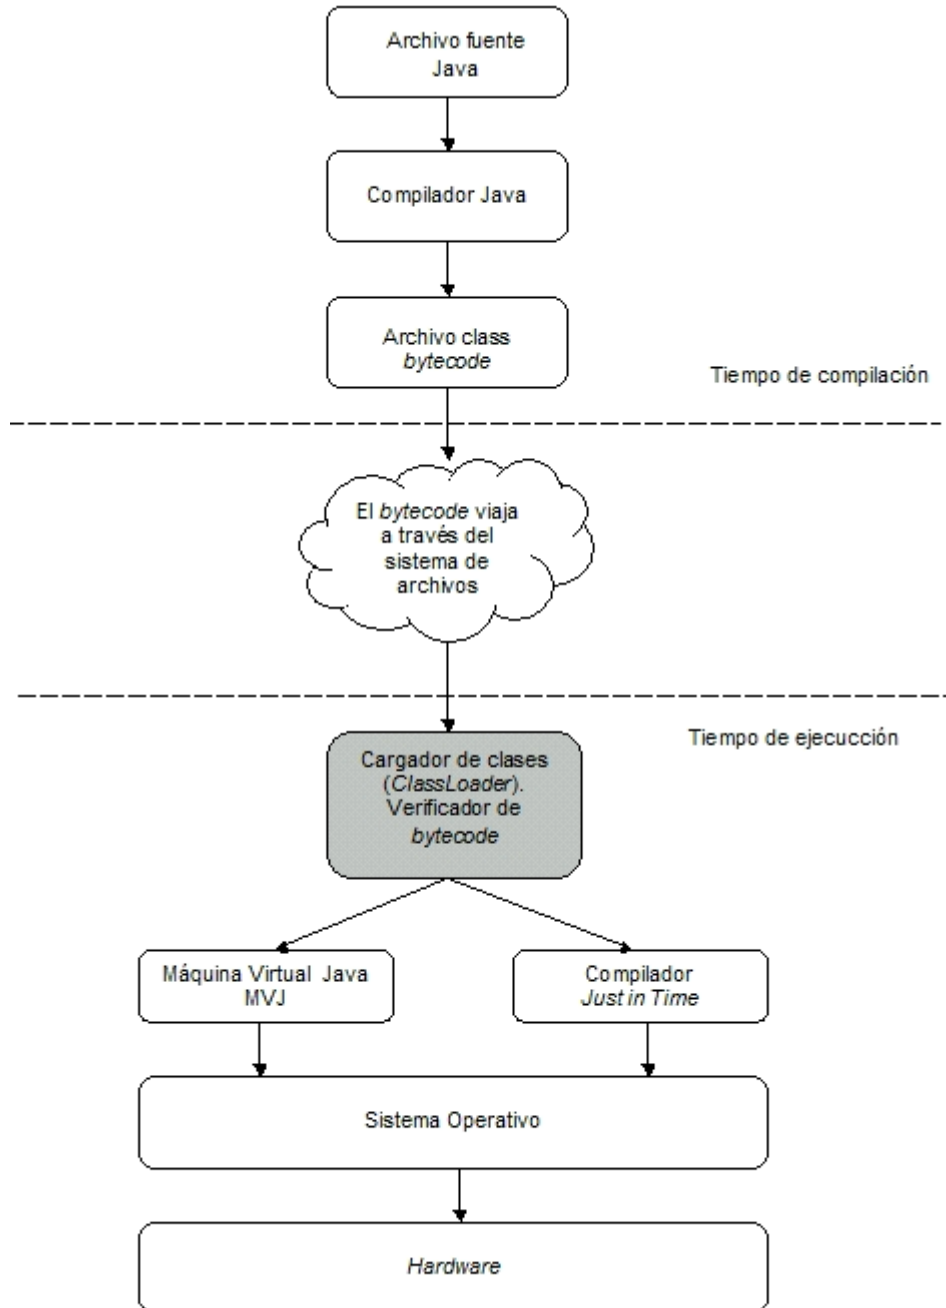 Archivo fuente
Java
Compilador Java
Archivo class
bytecode
Tiempo de compilación
El bytecode viaja
a través del
sistema de
archivos
Tiempo de ejecucción
Cargador de clases
(ClassLoader).
Verificador de
bytecode
Máquina Virtual Java
MVJ
Compilador
Just in Time
Sistema Operativo
Hardware